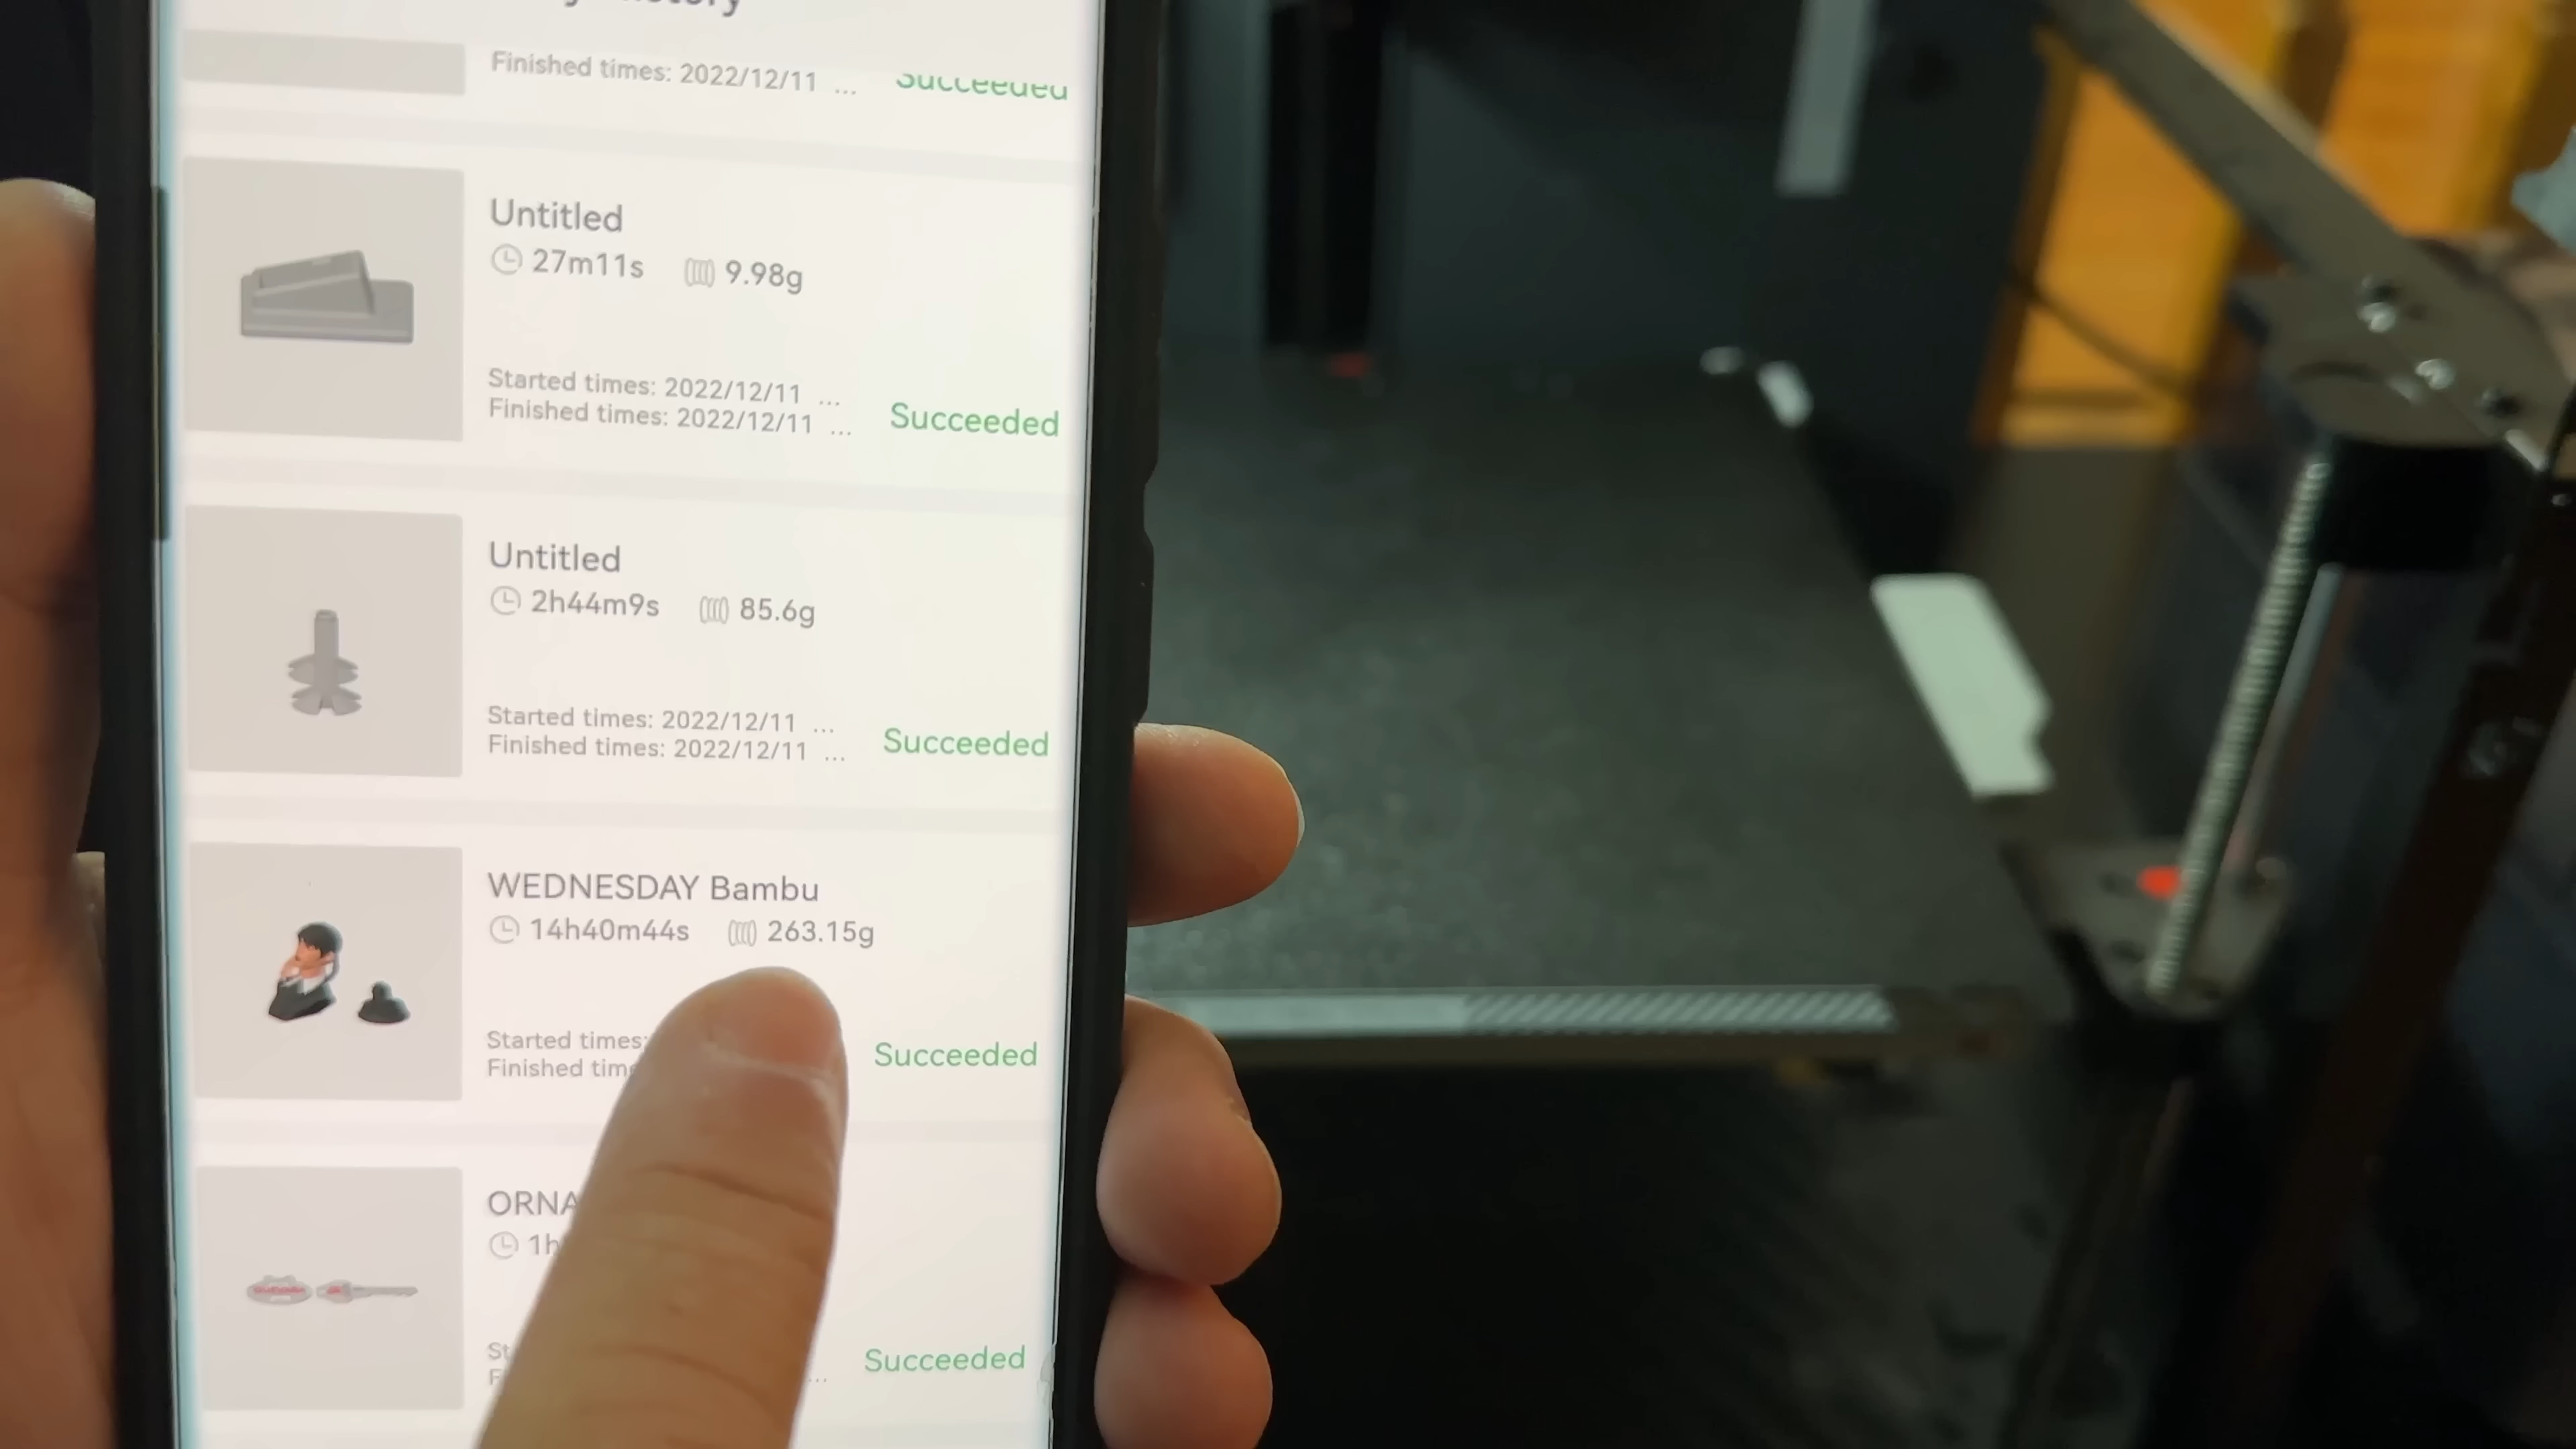 Finished times: 2022/12/11 ...
Succeeded
Untitled
27m11s 9.98g
Started times: 2022/12/11 ...
Finished times: 2022/12/11 ...
Succeeded
Untitled
2h44m9s 85.6g
Started times: 2022/12/11 ...
Finished times: 2022/12/11 ...
Succeeded
WEDNESDAY Bambu
14h40m44s 263.15g
Started times:
Finished
Succeeded
1h
Succeeded